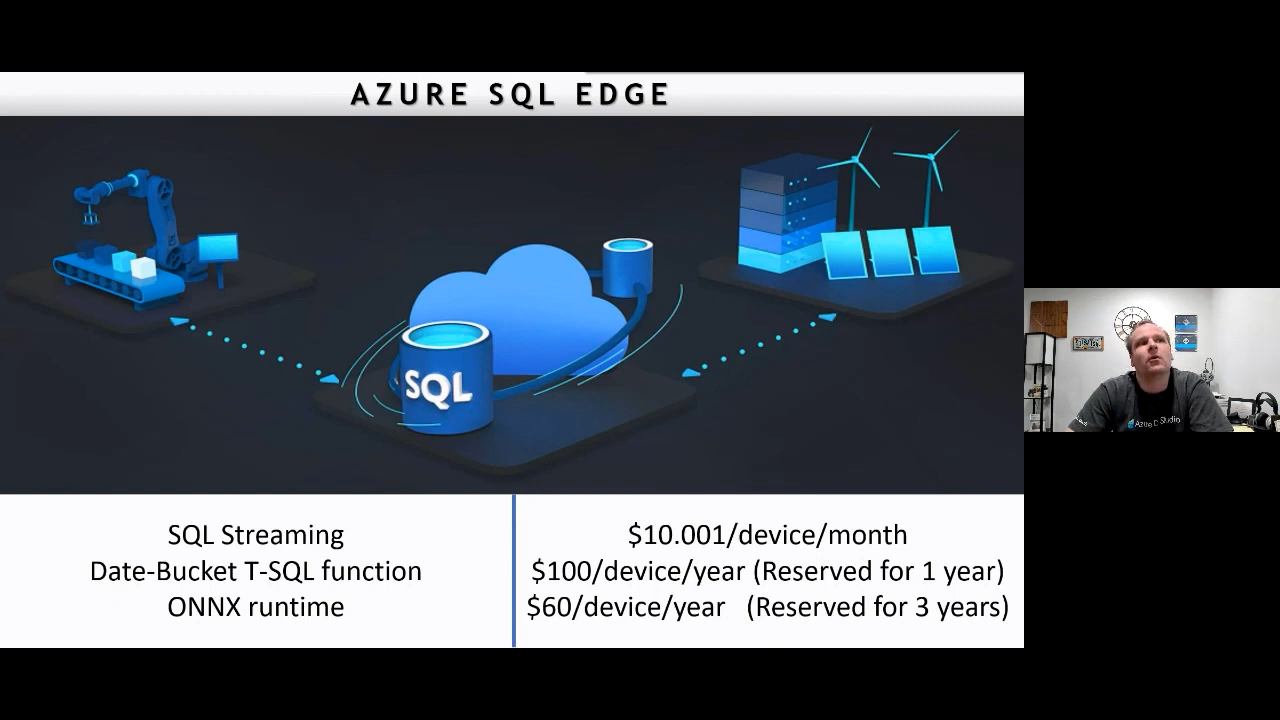 AZURE SQL EDGE
SQL
SQL Streaming
Date-Bucket T-SQL function
ONNX runtime
$10.001/device/month
$100/device/year (Reserved for 1 year)
$60/device/year (Reserved for 3 years)
Studio